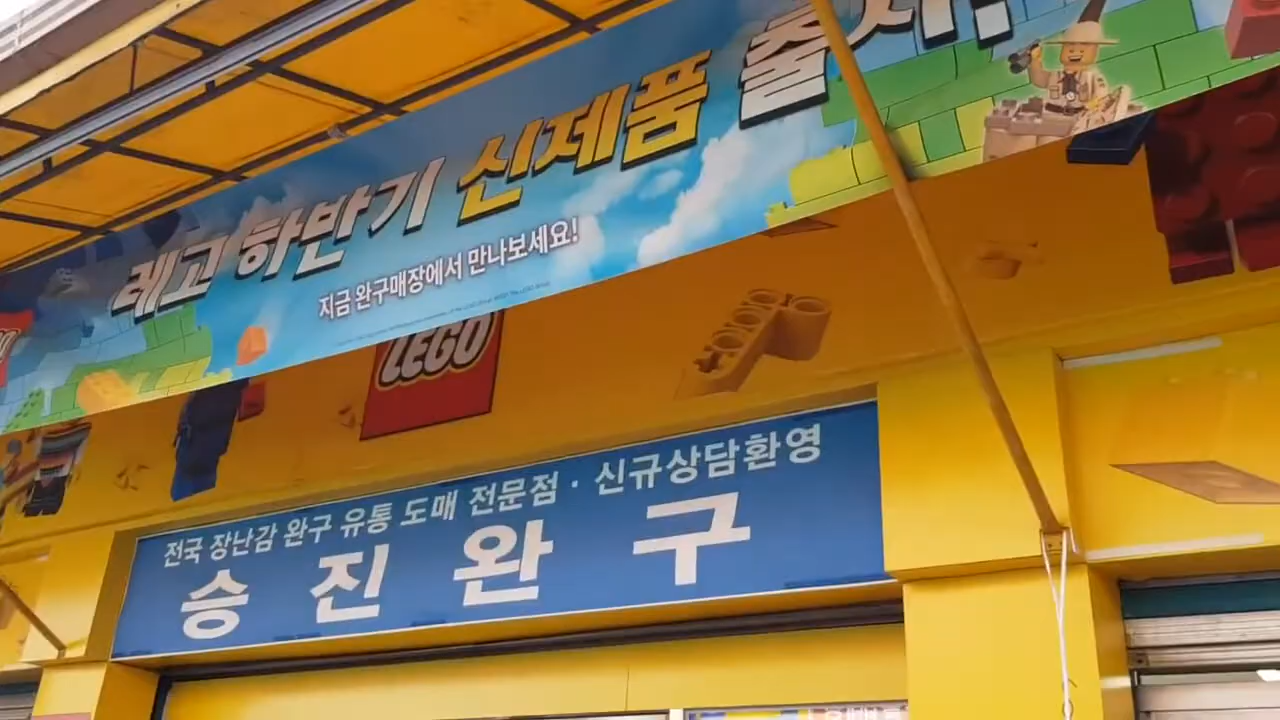 레고 하반기 신제품 출시!
지금 완구매장에서 만나보세요!
LEGO
전국 장난감 완구 유통 도매 전문점 · 신규상담환영
승진완구